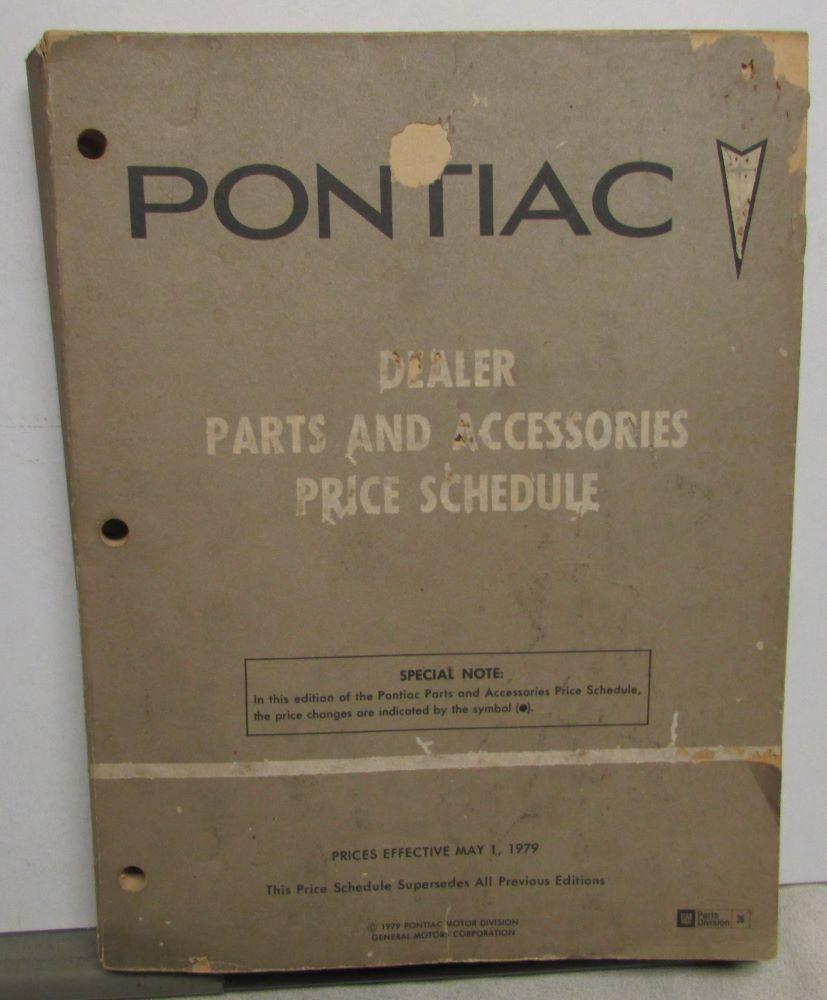 PONTIAC
DEALER
PARTS AND ACCESSORIES
PRICE SCHEDULE
SPECIAL NOTE:
In this edition of the Pontiac Parts and Accessories Price Schedule,
the price changes are indicated by the symbol (●).
PRICES EFFECTIVE MAY 1, 1979
This Price Schedule Supersedes All Previous Editions
© 1979 PONTIAC MOTOR DIVISION
GENERAL MOTORS CORPORATION
GM Parts
Division